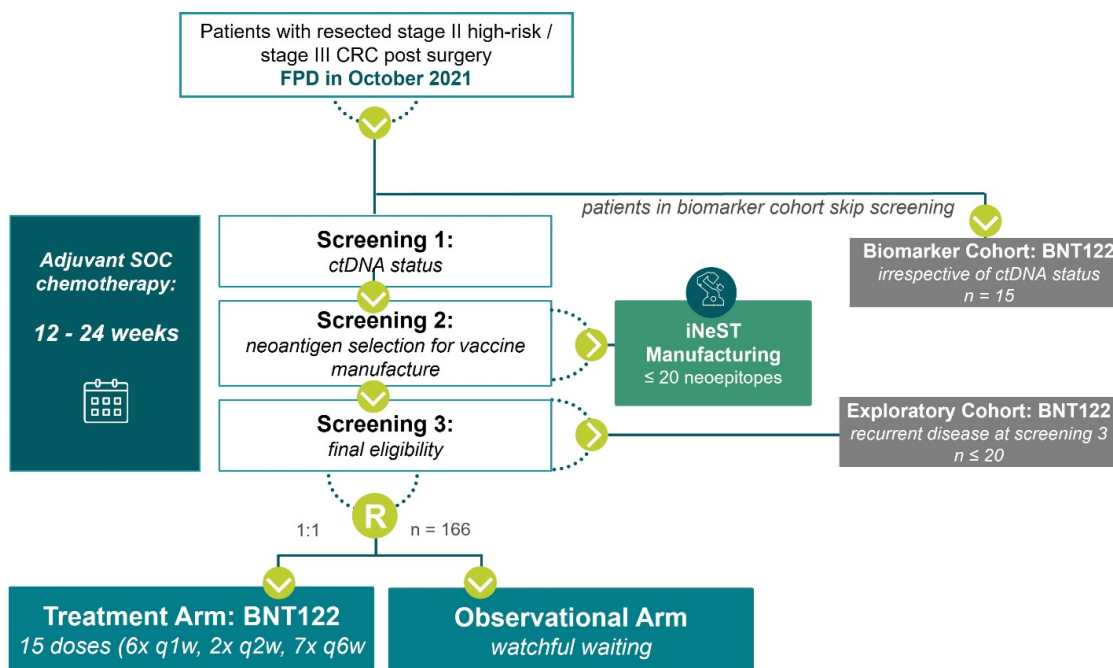 Patients with resected stage II high-risk /
stage III CRC post surgery
FPD in October 2021
patients in biomarker cohort skip screening
Adjuvant SOC
chemotherapy:
12 - 24 weeks
Screening 1:
ctDNA status
Biomarker Cohort: BNT122
irrespective of ctDNA status
n = 15
Screening 2:
neoantigen selection for vaccine
manufacture
iNeST
Manufacturing
≤ 20 neoepitopes
Screening 3:
final eligibility
Exploratory Cohort: BNT122
recurrent disease at screening 3
n ≤ 20
1:1
R
n = 166
Treatment Arm: BNT122
15 doses (6x q1w, 2x q2w, 7x q6w
Observational Arm
watchful waiting